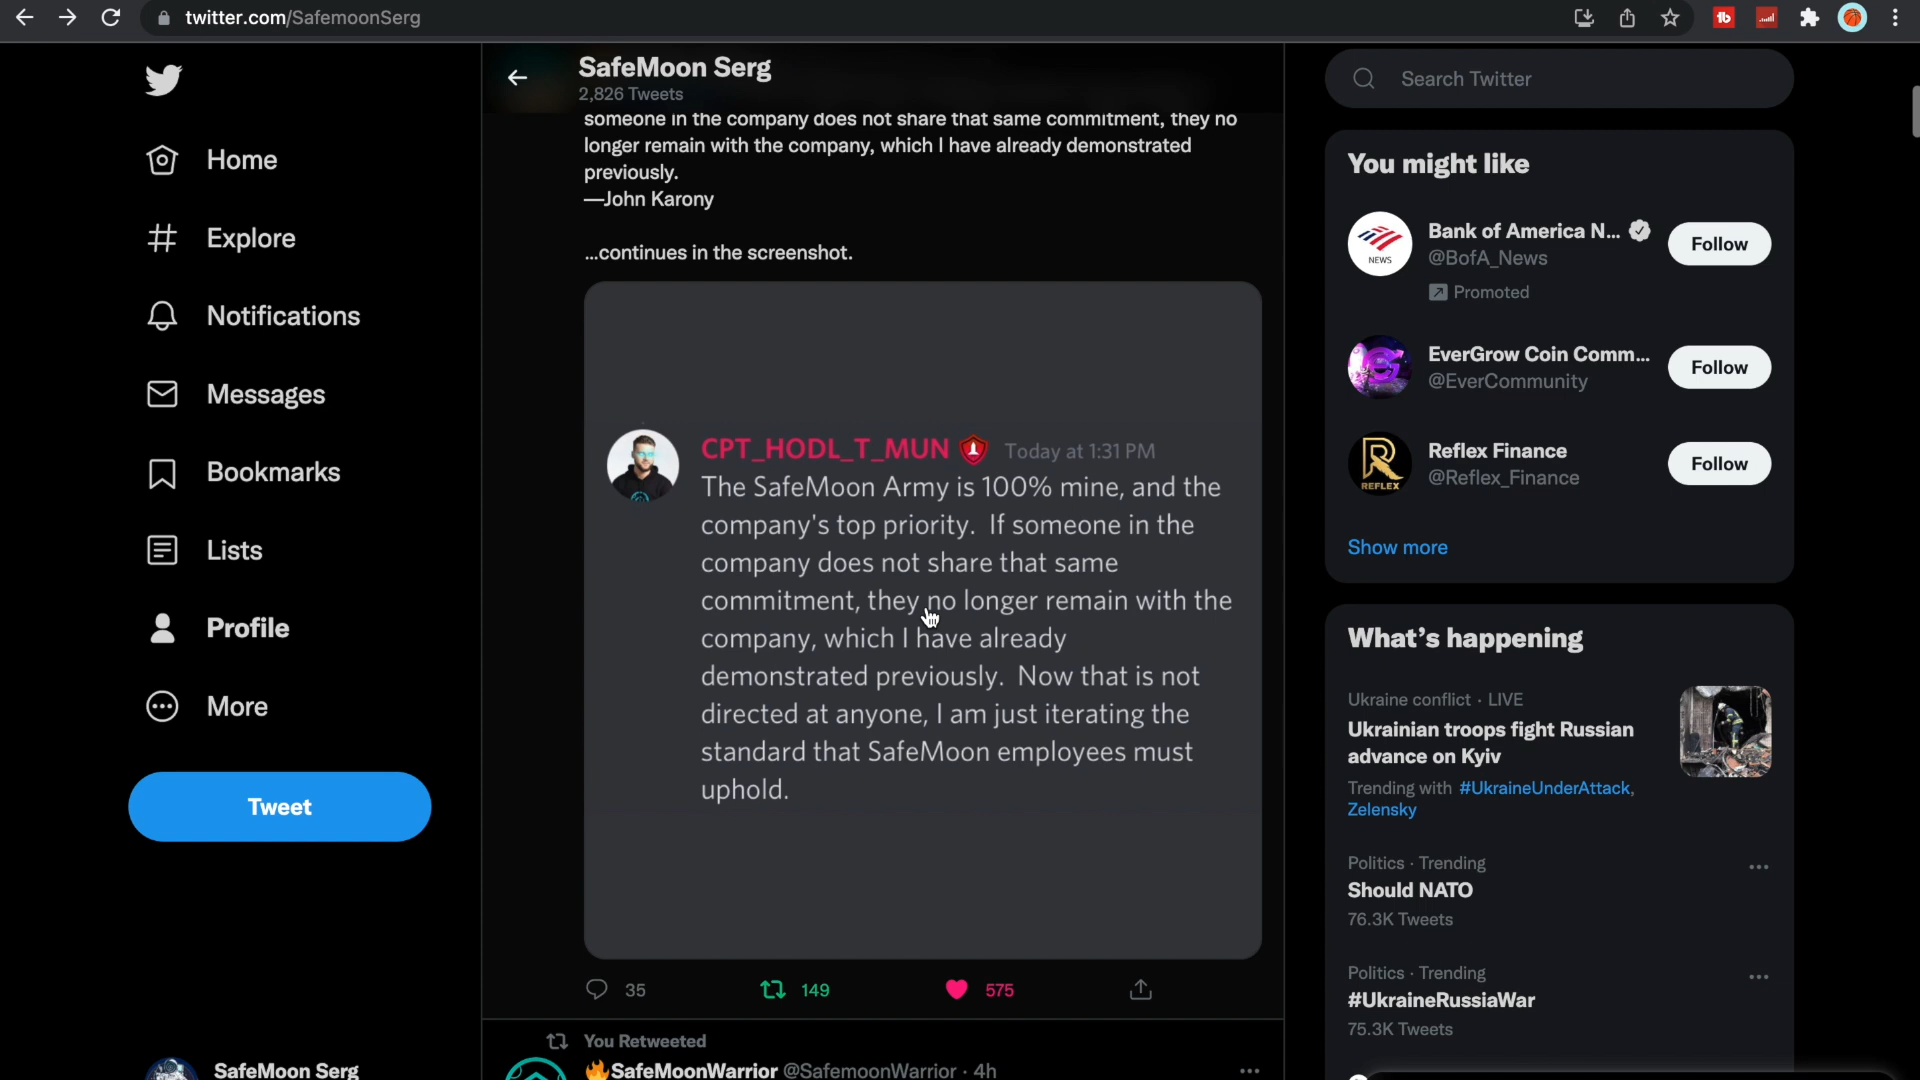 twitter.com/SafemoonSerg
Home
Explore
Notifications
Messages
Bookmarks
Lists
Profile
More
Tweet
SafeMoon Serg
SafeMoon Serg
2,826 Tweets
someone in the company does not share that same commitment, they no
longer remain with the company, which I have already demonstrated
previously.
—John Karony
...continues in the screenshot.
CPT_HODL_T_MUN Today at 1:31 PM
The SafeMoon Army is 100% mine, and the
company's top priority. If someone in the
company does not share that same
commitment, they no longer remain with the
company, which I have already
demonstrated previously. Now that is not
directed at anyone, I am just iterating the
standard that SafeMoon employees must
uphold.
35 149 575
You Retweeted
🔥SafeMoonWarrior @SafemoonWarrior · 4h
Search Twitter
You might like
NEWS
Bank of America N...
@BofA_News
Promoted
Follow
EverGrow Coin Comm...
@EverCommunity
Follow
REFLEX
Reflex Finance
@Reflex_Finance
Follow
Show more
What’s happening
Ukraine conflict · LIVE
Ukrainian troops fight Russian
advance on Kyiv
Trending with #UkraineUnderAttack,
Zelensky
Politics · Trending
Should NATO
76.3K Tweets
Politics · Trending
#UkraineRussiaWar
75.3K Tweets